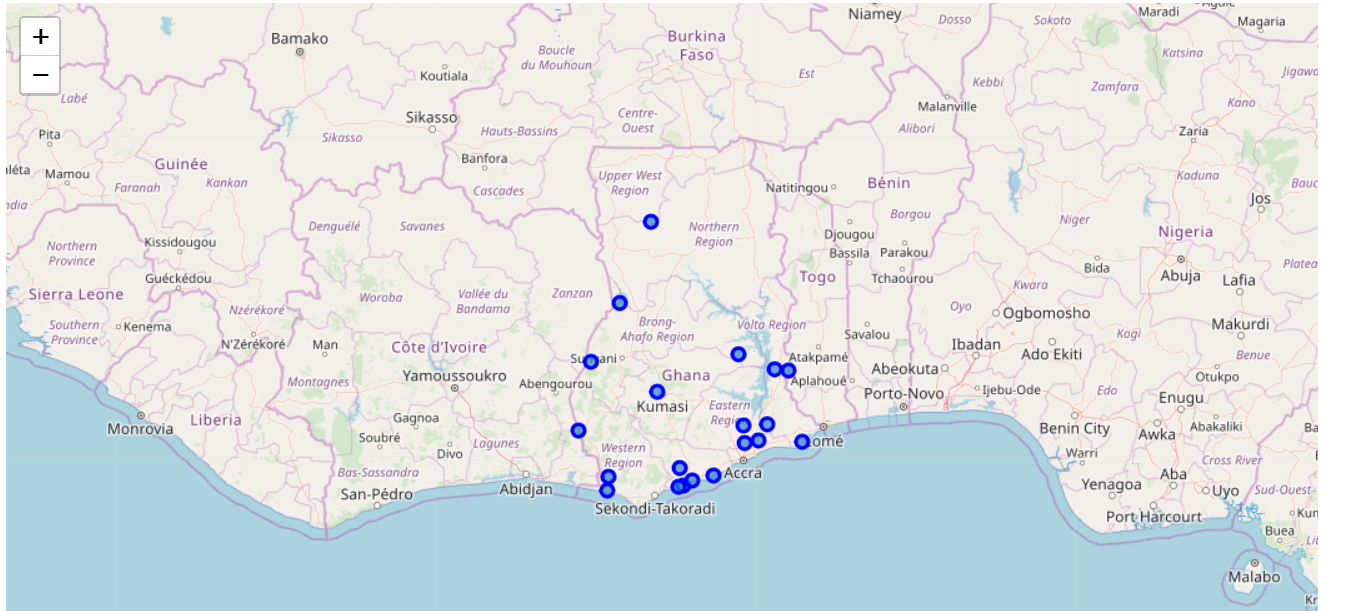 +
−
Niamey
Dosso
Sokoto
Maradi
Magaria
Bamako
Burkina
Faso
Boucle
du Mouhoun
Koutiala
Est
Kebbi
Zamfara
Katsina
Jigawa
Labé
Kano
Malanville
Sikasso
Centre-
Ouest
Hauts-Bassins
Alibori
Pita
Sikasso
Zaria
Banfora
Guinée
Mamou
Faranah
Kankan
Cascades
Upper West
Region
Natitingou
Bénin
Kaduna
Jos
Borgou
Niger
Denguélé
Savanes
Northern
Region
Djougou
Nigeria
Kissidougou
Northern
Province
Bassila
Parakou
Abuja
Bida
Guéckédou
Togo
Tchaourou
Lafia
Kwara
Sierra Leone
Woroba
Vallée du
Bandama
Zanzan
Oyo
Nzérékoré
Ogbomosho
Southern
Province
Kenema
Brong-
Ahafo Region
Volta Region
Savalou
Kogi
Makurdi
N'Zérékoré
Man
Côte d'Ivoire
Ibadan
Ado Ekiti
Benue
Atakpamé
Abeokuta
Yamoussoukro
Abengourou
Ghana
Aplahoué
Otukpo
Montagnes
Porto-Novo
Ijebu-Ode
Edo
Enugu
Kumasi
Eastern
Liberia
Gagnoa
Monrovia
Benin City
Awka
Abakaliki
Soubré
Divo
Lagunes
Western
Region
Warri
Cross River
Bas-Sassandra
Accra
Aba
Yenagoa
Uyo
Sud-Ouest
San-Pédro
Abidjan
Sekondi-Takoradi
Port Harcourt
Buea
Malabo